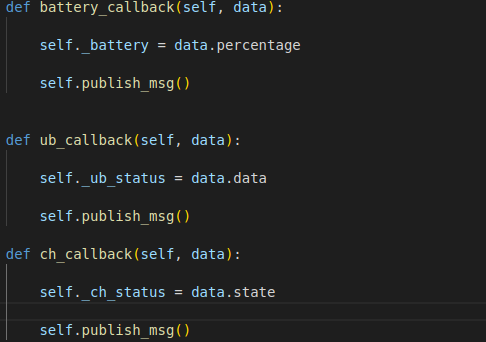 def battery_callback(self, data):
self._battery = data.percentage
self.publish_msg()
def ub_callback(self, data):
self._ub_status = data.data
self.publish_msg()
def ch_callback(self, data):
self._ch_status = data.state
self.publish_msg()